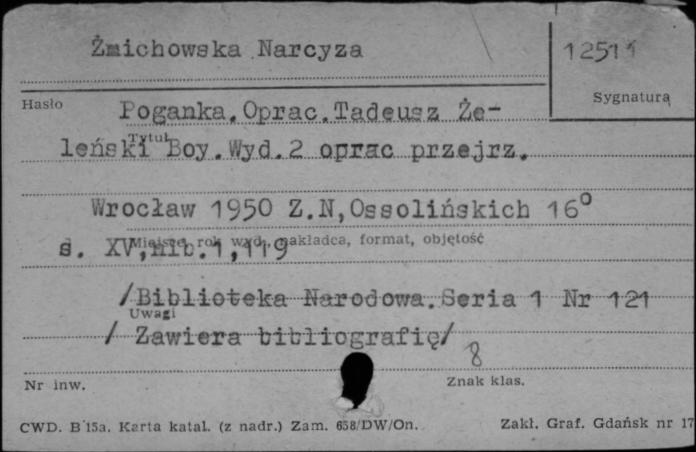 Żmichowska Narcyza
12511
Hasło
Sygnatura
Poganka.Oprac.Tadeusz Że-
Tytuł
leński Boy.Wyd.2 oprac przejrz.
Wrocław 1950 Z.N,Ossolińskich 16°
Miejsce, rok wyd., nakładca, format, objętość
s. XV,nlb.1,119
/Biblioteka Narodowa.Seria 1 Nr 121
Uwagi
/ Zawiera bibliografię/
8
Nr inw.
Znak klas.
CWD. B 15a. Karta katal. (z nadr.) Zam. 658/DW/On.
Zakł. Graf. Gdańsk nr 17